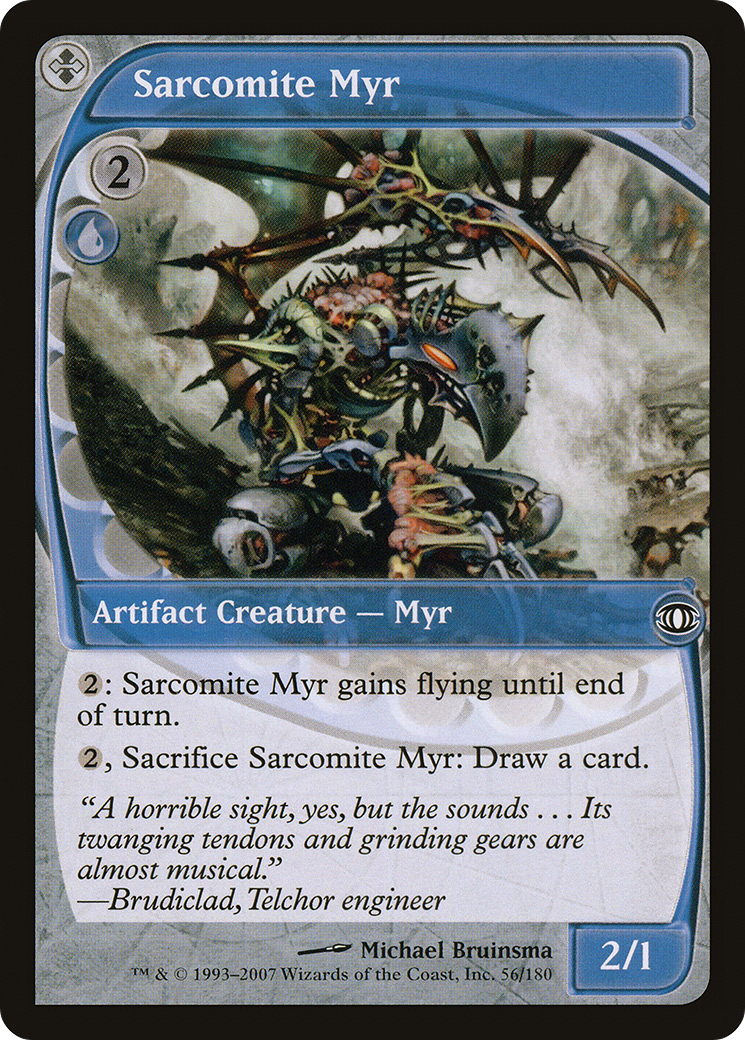 Sarcomite Myr
2
Artifact Creature — Myr
2: Sarcomite Myr gains flying until end
of turn.
2, Sacrifice Sarcomite Myr: Draw a card.
“A horrible sight, yes, but the sounds . . . Its
twanging tendons and grinding gears are
almost musical.”
—Brudiclad, Telchor engineer
Michael Bruinsma
2/1
™ & © 1993–2007 Wizards of the Coast, Inc. 56/180